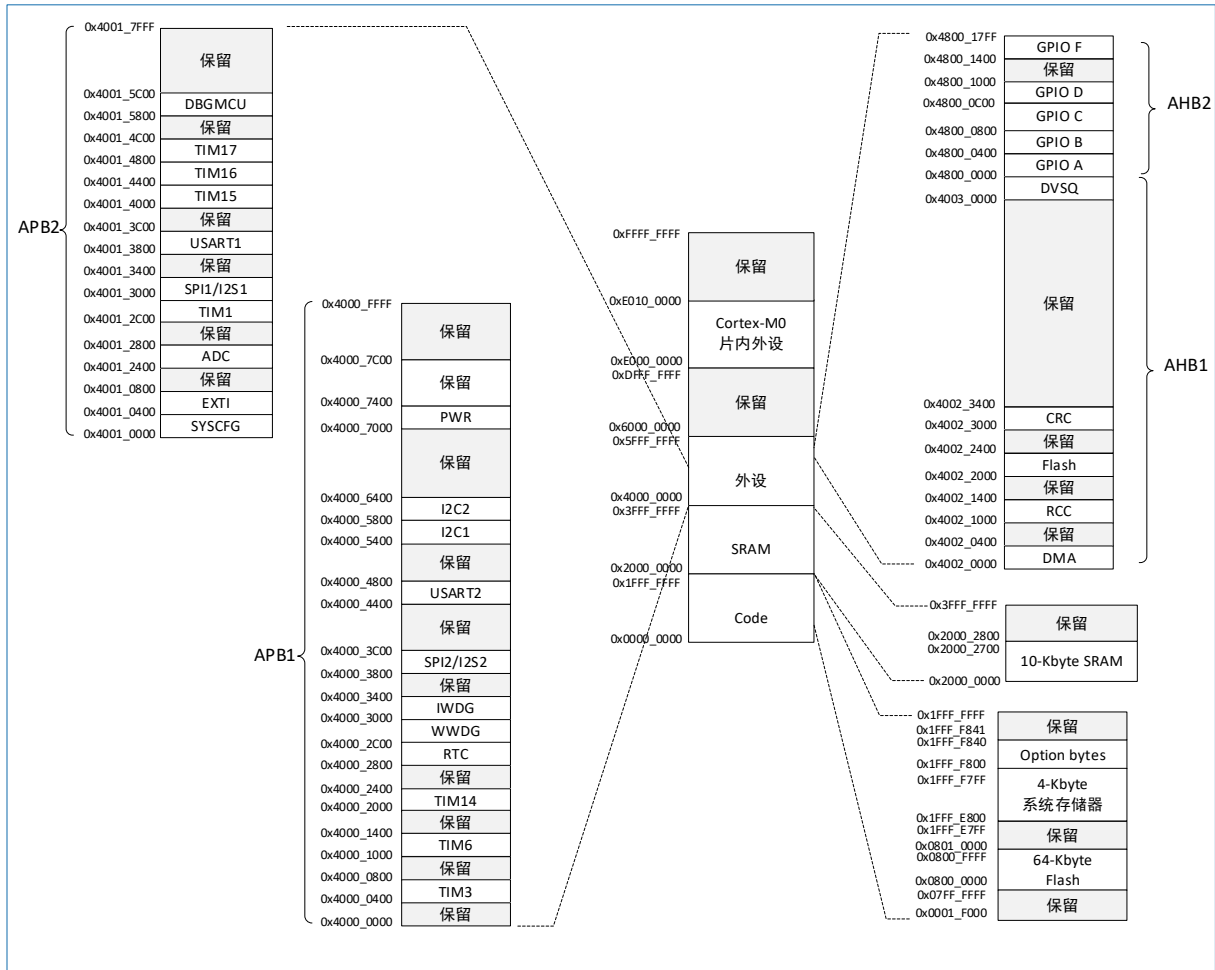 0x4001_7FFF
保留
0x4001_5C00
DBGMCU
0x4001_5800
保留
0x4001_4C00
TIM17
0x4001_4800
TIM16
0x4001_4400
TIM15
0x4001_4000
保留
0x4001_3C00
USART1
0x4001_3800
保留
0x4001_3400
SPI1/I2S1
0x4001_3000
TIM1
0x4001_2C00
保留
0x4001_2800
ADC
0x4001_2400
保留
0x4001_0800
EXTI
0x4001_0400
SYSCFG
0x4001_0000
APB2
0x4000_FFFF
保留
0x4000_7C00
保留
0x4000_7400
PWR
0x4000_7000
保留
0x4000_6400
I2C2
0x4000_5800
I2C1
0x4000_5400
保留
0x4000_4800
USART2
0x4000_4400
保留
0x4000_3C00
SPI2/I2S2
0x4000_3800
保留
0x4000_3400
IWDG
0x4000_3000
WWDG
0x4000_2C00
RTC
0x4000_2800
保留
0x4000_2400
TIM14
0x4000_2000
保留
0x4000_1400
TIM6
0x4000_1000
保留
0x4000_0800
TIM3
0x4000_0400
保留
0x4000_0000
APB1
0xFFFF_FFFF
保留
0xE010_0000
Cortex-M0
片内外设
0xE000_0000
0xDFFF_FFFF
保留
0x6000_0000
0x5FFF_FFFF
外设
0x4000_0000
0x3FFF_FFFF
SRAM
0x2000_0000
0x1FFF_FFFF
Code
0x0000_0000
0x4800_17FF
GPIO F
0x4800_1400
保留
0x4800_1000
GPIO D
0x4800_0C00
GPIO C
0x4800_0800
GPIO B
0x4800_0400
GPIO A
0x4800_0000
AHB2
DVSQ
0x4003_0000
保留
0x4002_3400
CRC
0x4002_3000
保留
0x4002_2400
Flash
0x4002_2000
保留
0x4002_1400
RCC
0x4002_1000
保留
0x4002_0400
DMA
0x4002_0000
AHB1
0x3FFF_FFFF
保留
0x2000_2800
0x2000_2700
10-Kbyte SRAM
0x2000_0000
0x1FFF_FFFF
保留
0x1FFF_F841
0x1FFF_F840
Option bytes
0x1FFF_F800
0x1FFF_F7FF
4-Kbyte
系统存储器
0x1FFF_E800
0x1FFF_E7FF
保留
0x0801_0000
0x0800_FFFF
64-Kbyte
Flash
0x0800_0000
0x07FF_FFFF
保留
0x0001_F000